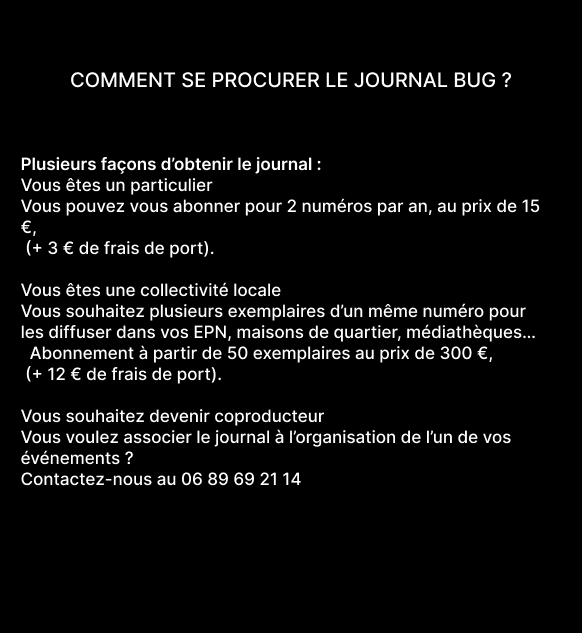 COMMENT SE PROCURER LE JOURNAL BUG ?
Plusieurs façons d’obtenir le journal :
Vous êtes un particulier
Vous pouvez vous abonner pour 2 numéros par an, au prix de 15
€,
(+ 3 € de frais de port).
Vous êtes une collectivité locale
Vous souhaitez plusieurs exemplaires d’un même numéro pour
les diffuser dans vos EPN, maisons de quartier, médiathèques...
Abonnement à partir de 50 exemplaires au prix de 300 €,
(+ 12 € de frais de port).
Vous souhaitez devenir coproducteur
Vous voulez associer le journal à l’organisation de l’un de vos
événements ?
Contactez-nous au 06 89 69 21 14